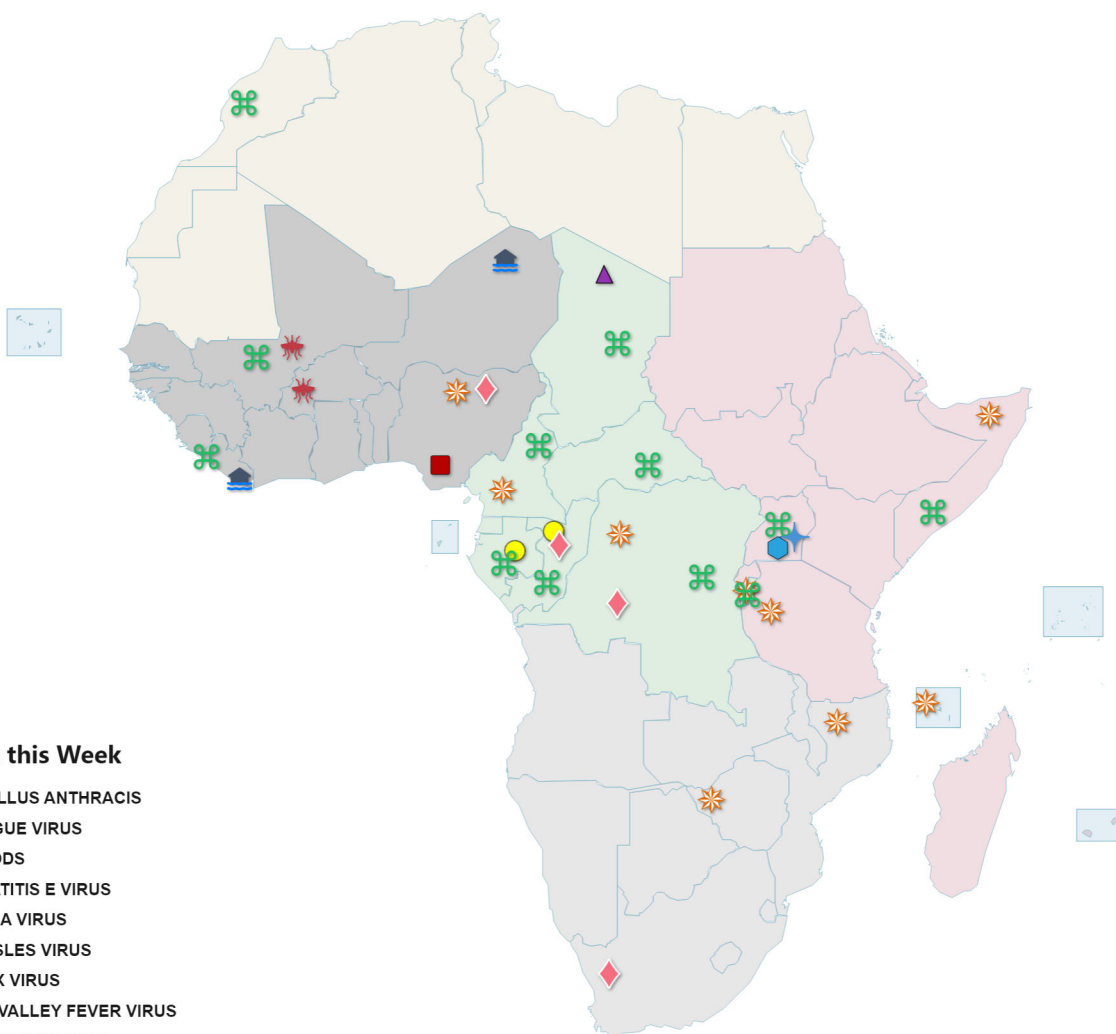 this Week
LLUS ANTHRACIS
GUE VIRUS
ODS
TITIS E VIRUS
A VIRUS
SLES VIRUS
X VIRUS
VALLEY FEVER VIRUS